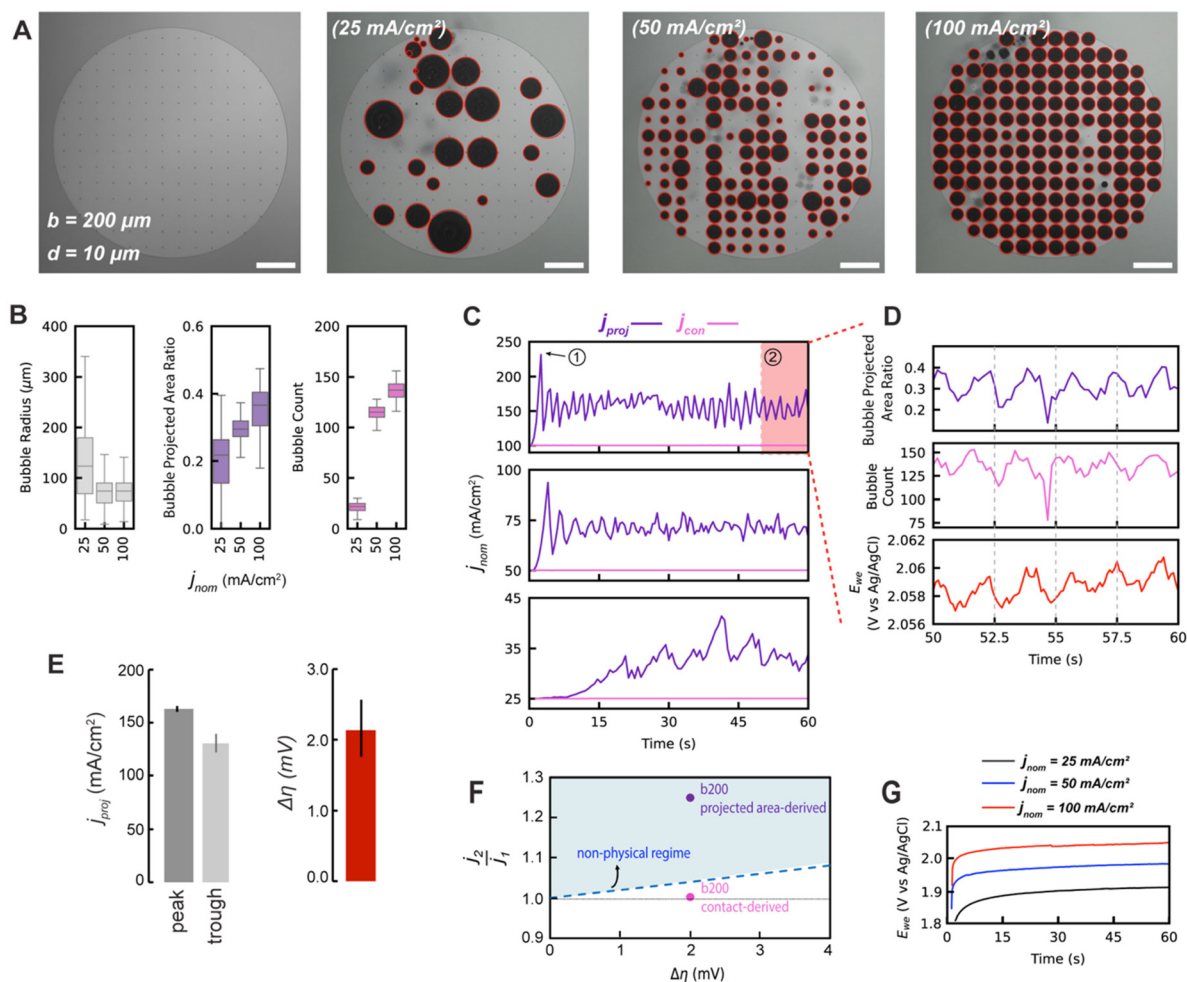 A
(25 mA/cm²)
(50 mA/cm²)
(100 mA/cm²)
b = 200 µm
d = 10 µm
B
Bubble Radius (µm)
400
300
200
100
0
25
50
100
Bubble Projected Area Ratio
0.6
0.4
0.2
0.0
25
50
100
Bubble Count
200
150
100
50
0
25
50
100
j_nom (mA/cm²)
C
j_proj
j_con
250
200
150
100
1
2
100
75
50
45
35
25
j_nom (mA/cm²)
0
15
30
45
60
Time (s)
D
Bubble Projected
Area Ratio
0.4
0.3
0.2
Bubble
Count
150
125
100
75
E_we
(V vs Ag/AgCl)
2.062
2.060
2.058
2.056
50
52.5
55
57.5
60
Time (s)
E
j_proj (mA/cm²)
200
150
100
50
0
peak
trough
Δη (mV)
3.0
2.0
1.0
0.0
F
j_2
j_1
1.3
1.2
1.1
1.0
0.9
b200
projected area-derived
non-physical regime
b200
contact-derived
0
1
2
3
4
Δη (mV)
j_nom = 25 mA/cm²
j_nom = 50 mA/cm²
j_nom = 100 mA/cm²
G
E_we (V vs Ag/AgCl)
2.1
2.0
1.9
1.8
0
15
30
45
60
Time (s)